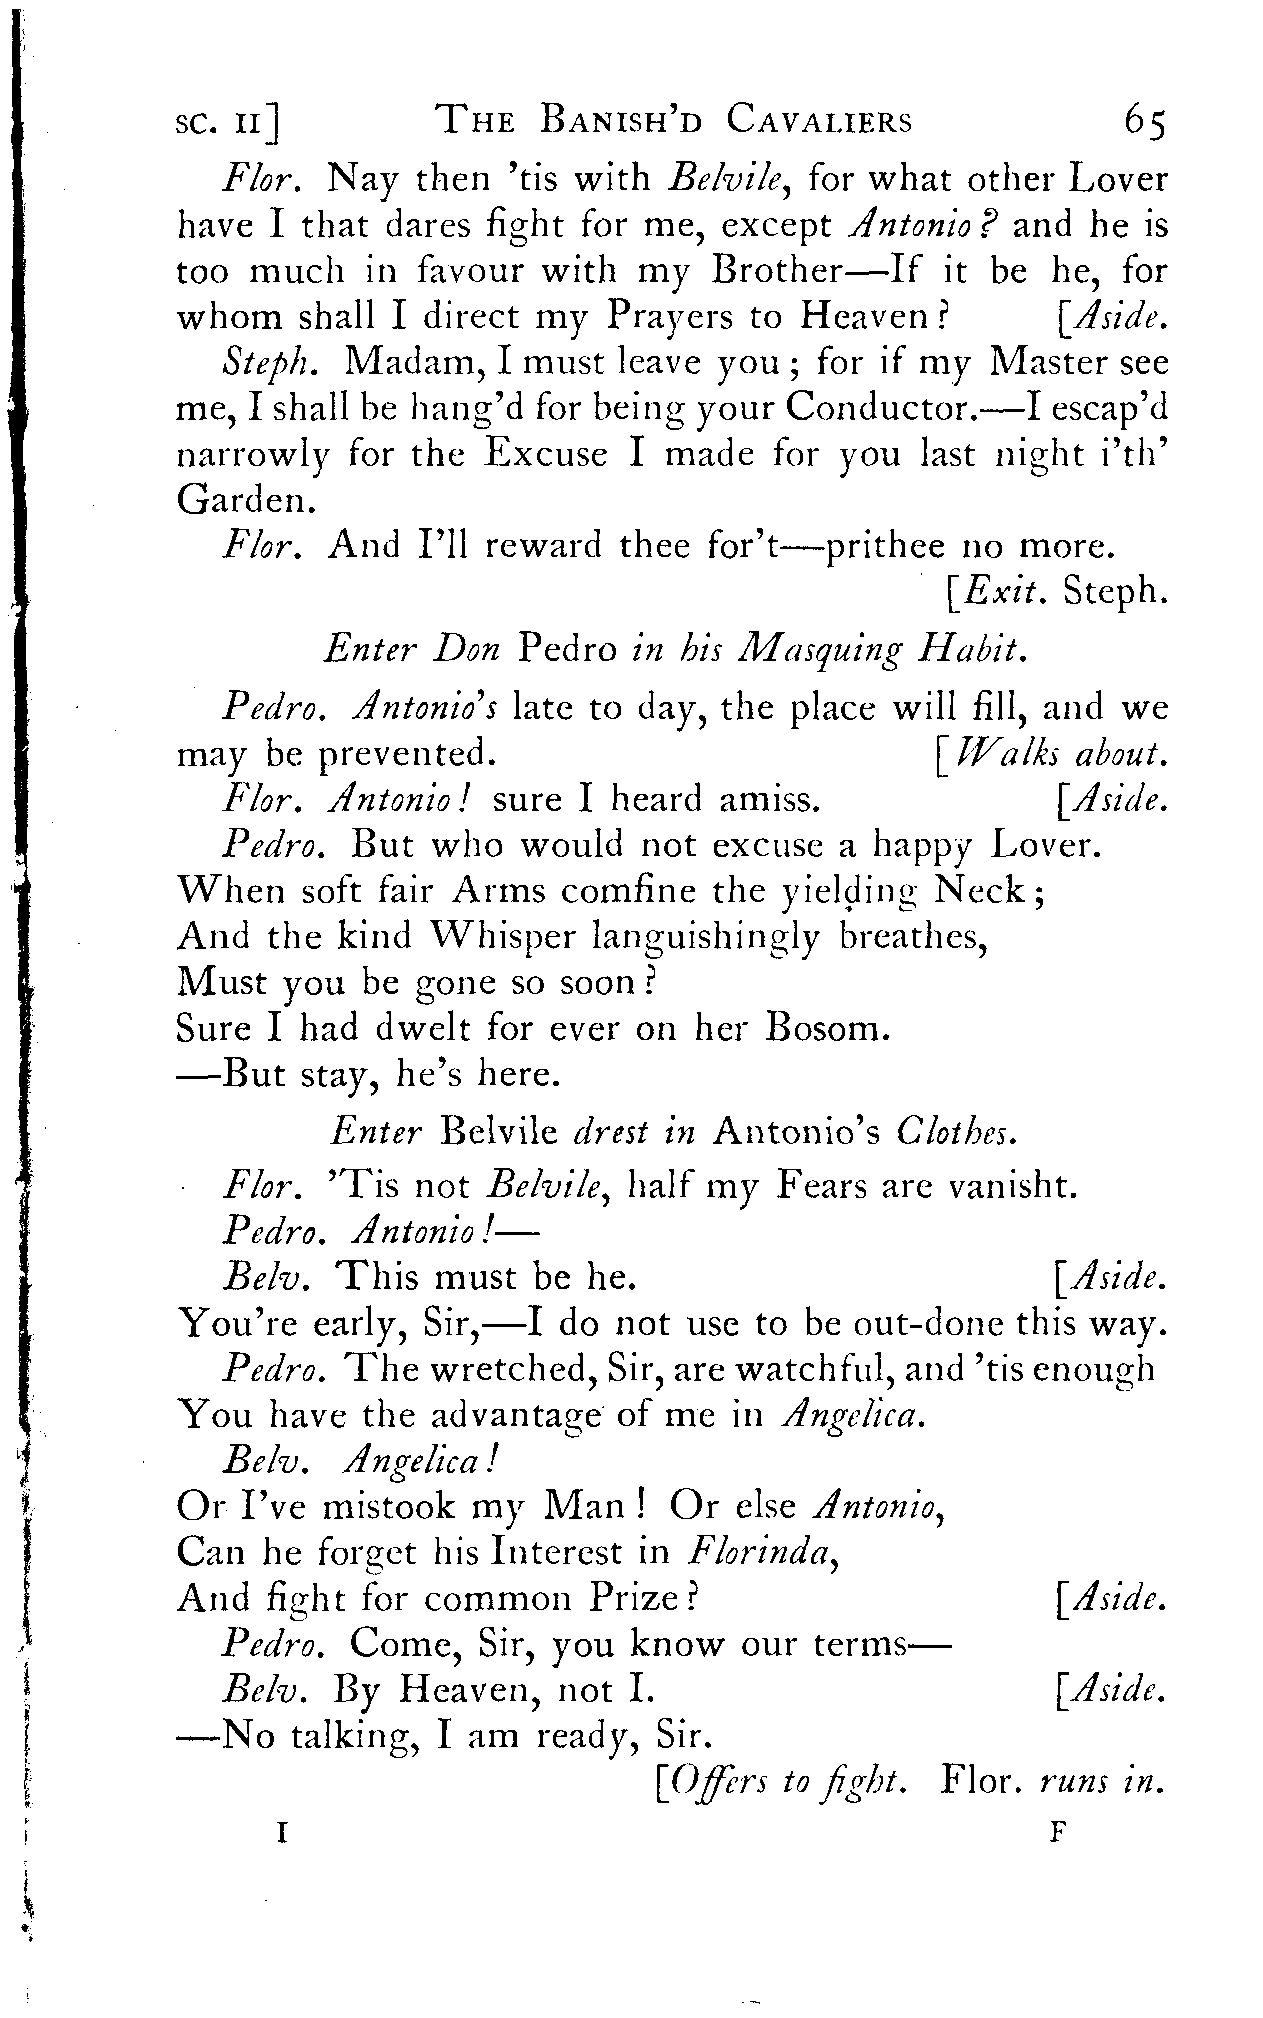 SC. II] THE BANISH'D CAVALIERS 65
Flor. Nay then 'tis with Belvile, for what other Lover
have I that dares fight for me, except Antonio? and he is
too much in favour with my Brother—If it be he, for
whom shall I direct my Prayers to Heaven? [Aside.
Steph. Madam, I must leave you; for if my Master see
me, I shall be hang'd for being your Conductor.—I escap'd
narrowly for the Excuse I made for you last night i'th'
Garden.
Flor. And I'll reward thee for't—prithee no more.
[Exit. Steph.
Enter Don Pedro in his Masquing Habit.
Pedro. Antonio's late to day, the place will fill, and we
may be prevented. [Walks about.
Flor. Antonio! sure I heard amiss. [Aside.
Pedro. But who would not excuse a happy Lover.
When soft fair Arms comfine the yielding Neck;
And the kind Whisper languishingly breathes,
Must you be gone so soon?
Sure I had dwelt for ever on her Bosom.
—But stay, he's here.
Enter Belvile drest in Antonio's Clothes.
Flor. 'Tis not Belvile, half my Fears are vanisht.
Pedro. Antonio!—
Belv. This must be he. [Aside.
You're early, Sir,—I do not use to be out-done this way.
Pedro. The wretched, Sir, are watchful, and 'tis enough
You have the advantage of me in Angelica.
Belv. Angelica!
Or I've mistook my Man! Or else Antonio,
Can he forget his Interest in Florinda,
And fight for common Prize? [Aside.
Pedro. Come, Sir, you know our terms—
Belv. By Heaven, not I. [Aside.
—No talking, I am ready, Sir.
[Offers to fight. Flor. runs in.
I F